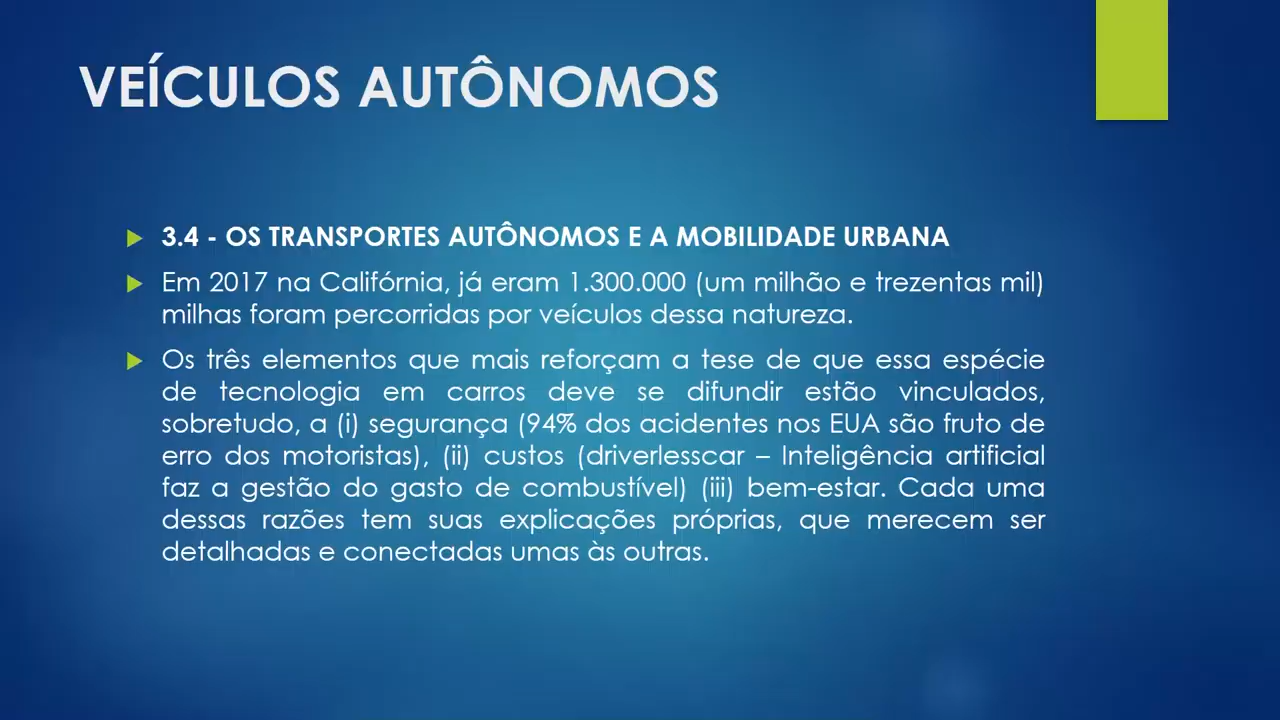 VEÍCULOS AUTÔNOMOS
3.4 - OS TRANSPORTES AUTÔNOMOS E A MOBILIDADE URBANA
Em 2017 na Califórnia, já eram 1.300.000 (um milhão e trezentas mil)
milhas foram percorridas por veículos dessa natureza.
Os três elementos que mais reforçam a tese de que essa espécie
de tecnologia em carros deve se difundir estão vinculados,
sobretudo, a (i) segurança (94% dos acidentes nos EUA são fruto de
erro dos motoristas), (ii) custos (driverlesscar – Inteligência artificial
faz a gestão do gasto de combustível) (iii) bem-estar. Cada uma
dessas razões tem suas explicações próprias, que merecem ser
detalhadas e conectadas umas às outras.